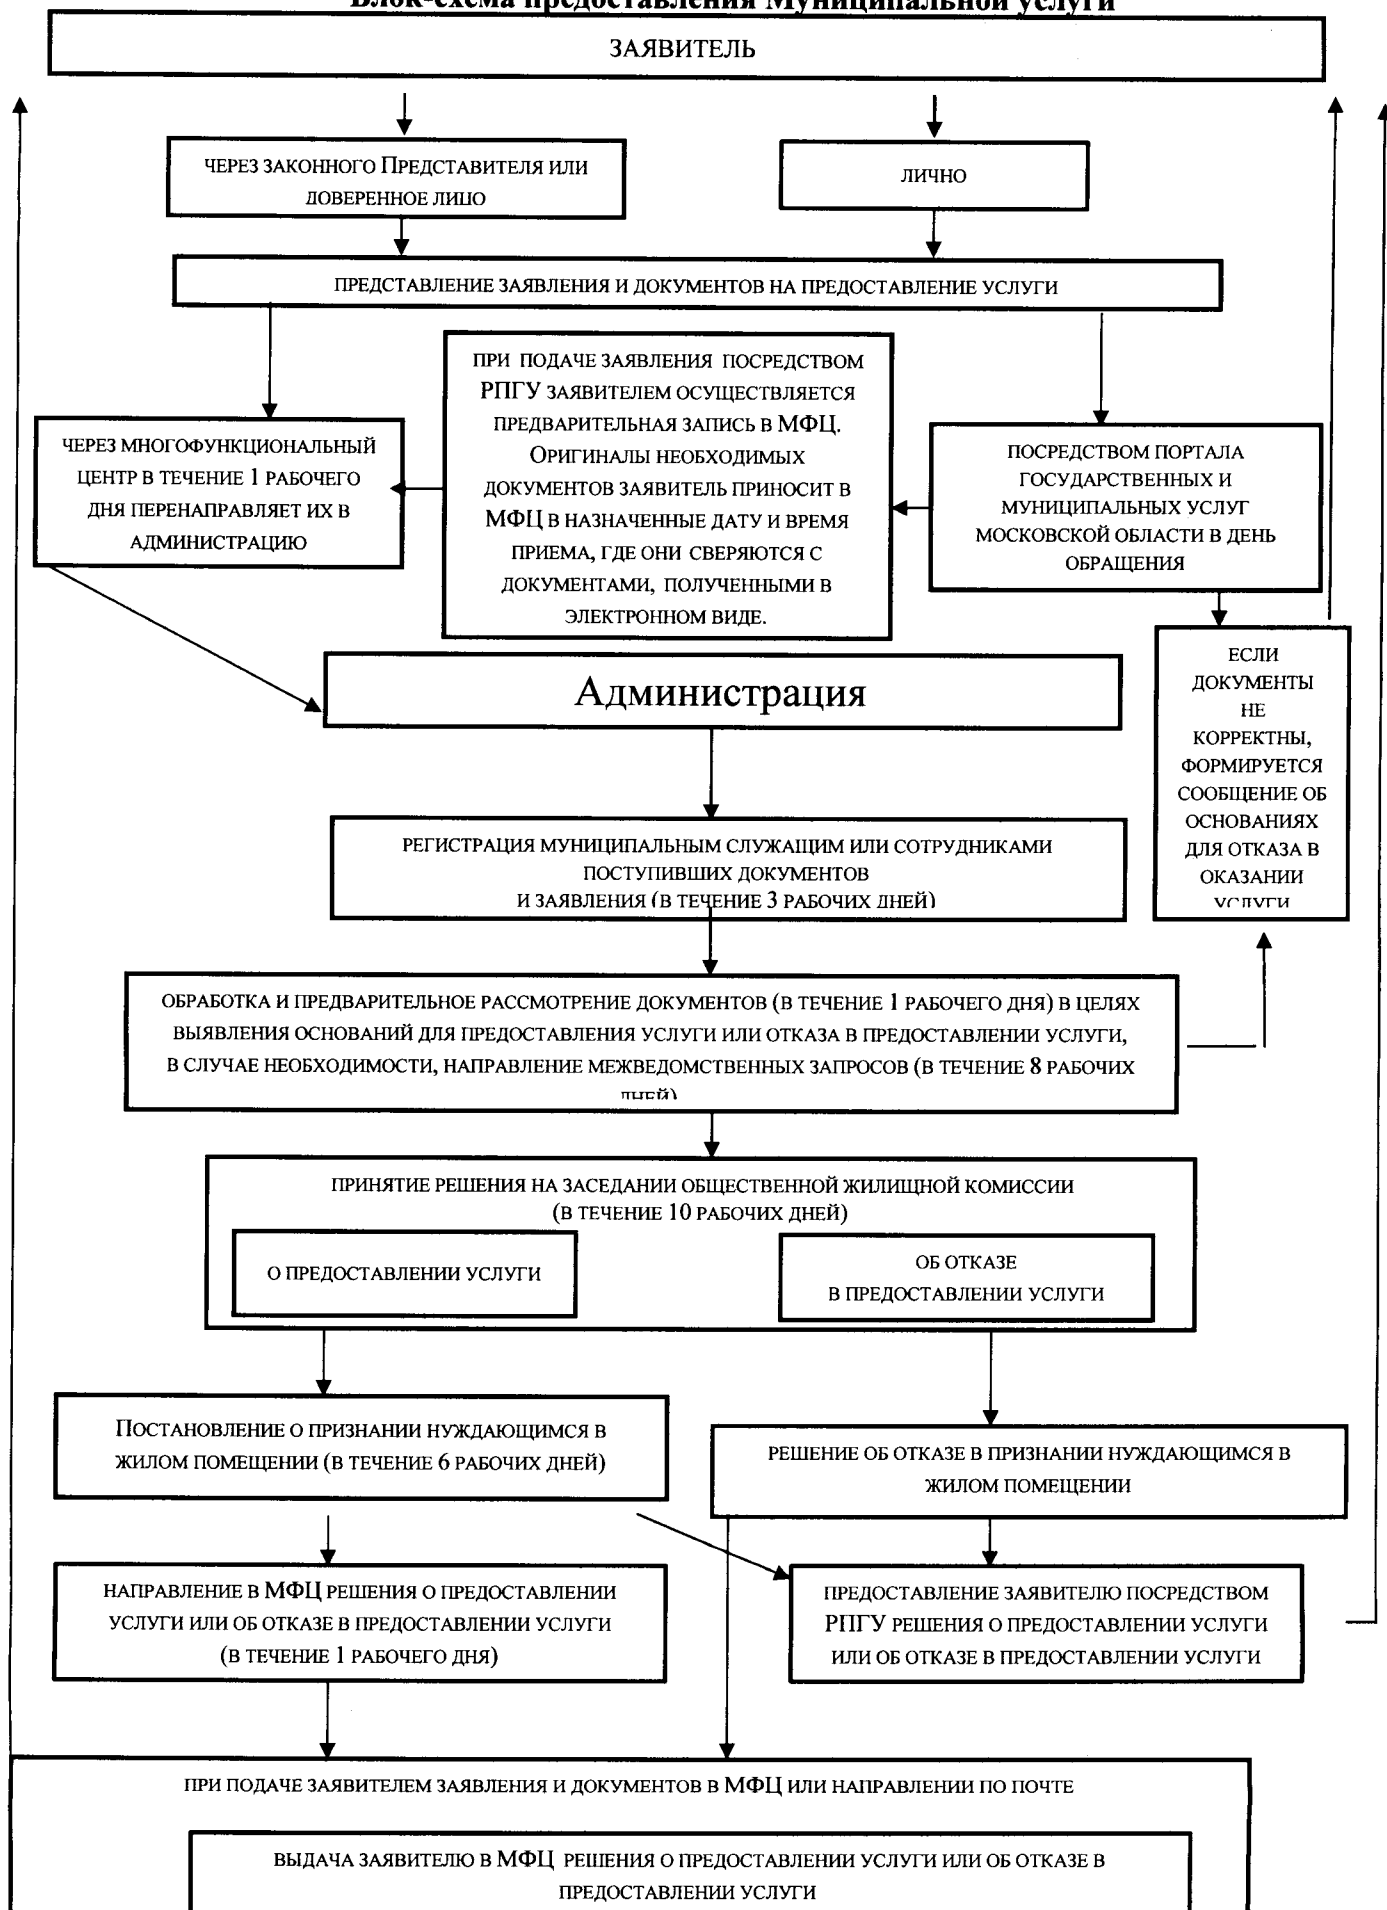 Блок-схема предоставления Муниципальной услуги
ЗАЯВИТЕЛЬ
ЧЕРЕЗ ЗАКОННОГО ПРЕДСТАВИТЕЛЯ ИЛИ
ДОВЕРЕННОЕ ЛИЦО
ЛИЧНО
ПРЕДСТАВЛЕНИЕ ЗАЯВЛЕНИЯ И ДОКУМЕНТОВ НА ПРЕДОСТАВЛЕНИЕ УСЛУГИ
ЧЕРЕЗ МНОГОФУНКЦИОНАЛЬНЫЙ
ЦЕНТР В ТЕЧЕНИЕ 1 РАБОЧЕГО
ДНЯ ПЕРЕНАПРАВЛЯЕТ ИХ В
АДМИНИСТРАЦИЮ
ПРИ ПОДАЧЕ ЗАЯВЛЕНИЯ ПОСРЕДСТВОМ
РПГУ ЗАЯВИТЕЛЕМ ОСУЩЕСТВЛЯЕТСЯ
ПРЕДВАРИТЕЛЬНАЯ ЗАПИСЬ В МФЦ.
ОРИГИНАЛЫ НЕОБХОДИМЫХ
ДОКУМЕНТОВ ЗАЯВИТЕЛЬ ПРИНОСИТ В
МФЦ В НАЗНАЧЕННЫЕ ДАТУ И ВРЕМЯ
ПРИЕМА, ГДЕ ОНИ СВЕРЯЮТСЯ С
ДОКУМЕНТАМИ, ПОЛУЧЕННЫМИ В
ЭЛЕКТРОННОМ ВИДЕ.
ПОСРЕДСТВОМ ПОРТАЛА
ГОСУДАРСТВЕННЫХ И
МУНИЦИПАЛЬНЫХ УСЛУГ
МОСКОВСКОЙ ОБЛАСТИ В ДЕНЬ
ОБРАЩЕНИЯ
ЕСЛИ
ДОКУМЕНТЫ
НЕ
КОРРЕКТНЫ,
ФОРМИРУЕТСЯ
СООБЩЕНИЕ ОБ
ОСНОВАНИЯХ
ДЛЯ ОТКАЗА В
ОКАЗАНИИ
УСЛУГИ
Администрация
РЕГИСТРАЦИЯ МУНИЦИПАЛЬНЫМ СЛУЖАЩИМ ИЛИ СОТРУДНИКАМИ
ПОСТУПИВШИХ ДОКУМЕНТОВ
И ЗАЯВЛЕНИЯ (В ТЕЧЕНИЕ 3 РАБОЧИХ ДНЕЙ)
ОБРАБОТКА И ПРЕДВАРИТЕЛЬНОЕ РАССМОТРЕНИЕ ДОКУМЕНТОВ (В ТЕЧЕНИЕ 1 РАБОЧЕГО ДНЯ) В ЦЕЛЯХ
ВЫЯВЛЕНИЯ ОСНОВАНИЙ ДЛЯ ПРЕДОСТАВЛЕНИЯ УСЛУГИ ИЛИ ОТКАЗА В ПРЕДОСТАВЛЕНИИ УСЛУГИ,
В СЛУЧАЕ НЕОБХОДИМОСТИ, НАПРАВЛЕНИЕ МЕЖВЕДОМСТВЕННЫХ ЗАПРОСОВ (В ТЕЧЕНИЕ 8 РАБОЧИХ
ДНЕЙ)
ПРИНЯТИЕ РЕШЕНИЯ НА ЗАСЕДАНИИ ОБЩЕСТВЕННОЙ ЖИЛИЩНОЙ КОМИССИИ
(В ТЕЧЕНИЕ 10 РАБОЧИХ ДНЕЙ)
О ПРЕДОСТАВЛЕНИИ УСЛУГИ
ОБ ОТКАЗЕ
В ПРЕДОСТАВЛЕНИИ УСЛУГИ
ПОСТАНОВЛЕНИЕ О ПРИЗНАНИИ НУЖДАЮЩИМСЯ В
ЖИЛОМ ПОМЕЩЕНИИ (В ТЕЧЕНИЕ 6 РАБОЧИХ ДНЕЙ)
РЕШЕНИЕ ОБ ОТКАЗЕ В ПРИЗНАНИИ НУЖДАЮЩИМСЯ В
ЖИЛОМ ПОМЕЩЕНИИ
НАПРАВЛЕНИЕ В МФЦ РЕШЕНИЯ О ПРЕДОСТАВЛЕНИИ
УСЛУГИ ИЛИ ОБ ОТКАЗЕ В ПРЕДОСТАВЛЕНИИ УСЛУГИ
(В ТЕЧЕНИЕ 1 РАБОЧЕГО ДНЯ)
ПРЕДОСТАВЛЕНИЕ ЗАЯВИТЕЛЮ ПОСРЕДСТВОМ
РПГУ РЕШЕНИЯ О ПРЕДОСТАВЛЕНИИ УСЛУГИ
ИЛИ ОБ ОТКАЗЕ В ПРЕДОСТАВЛЕНИИ УСЛУГИ
ПРИ ПОДАЧЕ ЗАЯВИТЕЛЕМ ЗАЯВЛЕНИЯ И ДОКУМЕНТОВ В МФЦ ИЛИ НАПРАВЛЕНИИ ПО ПОЧТЕ
ВЫДАЧА ЗАЯВИТЕЛЮ В МФЦ РЕШЕНИЯ О ПРЕДОСТАВЛЕНИИ УСЛУГИ ИЛИ ОБ ОТКАЗЕ В
ПРЕДОСТАВЛЕНИИ УСЛУГИ